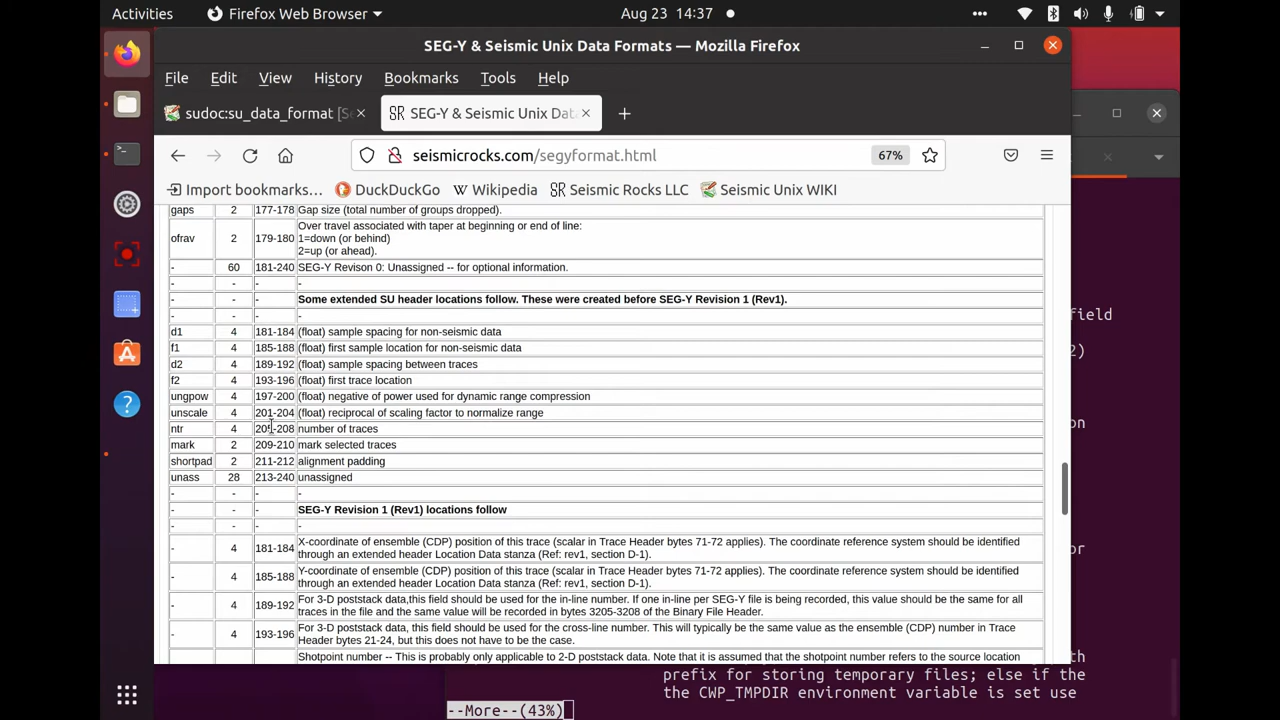 Activities Firefox Web Browser Aug 23 14:37
SEG-Y & Seismic Unix Data Formats — Mozilla Firefox
File Edit View History Bookmarks Tools Help
sudoc:su_data_format [Se SEG-Y & Seismic Unix Data
seismicrocks.com/segyformat.html 67%
Import bookmarks… DuckDuckGo Wikipedia Seismic Rocks LLC Seismic Unix WIKI
gaps 2 177-178 Gap size (total number of groups dropped).
ofrav 2 179-180 Over travel associated with taper at beginning or end of line:
1=down (or behind)
2=up (or ahead).
- 60 181-240 SEG-Y Revison 0: Unassigned -- for optional information.
- - - -
- - - Some extended SU header locations follow. These were created before SEG-Y Revision 1 (Rev1).
- - - -
d1 4 181-184 (float) sample spacing for non-seismic data
f1 4 185-188 (float) first sample location for non-seismic data
d2 4 189-192 (float) sample spacing between traces
f2 4 193-196 (float) first trace location
ungpow 4 197-200 (float) negative of power used for dynamic range compression
unscale 4 201-204 (float) reciprocal of scaling factor to normalize range
ntr 4 205-208 number of traces
mark 2 209-210 mark selected traces
shortpad 2 211-212 alignment padding
unass 28 213-240 unassigned
- - - -
- - - SEG-Y Revision 1 (Rev1) locations follow
- - - -
- 4 181-184 X-coordinate of ensemble (CDP) position of this trace (scalar in Trace Header bytes 71-72 applies). The coordinate reference system should be identified
through an extended header Location Data stanza (Ref: rev1, section D-1).
- 4 185-188 Y-coordinate of ensemble (CDP) position of this trace (scalar in Trace Header bytes 71-72 applies). The coordinate reference system should be identified
through an extended header Location Data stanza (Ref: rev1, section D-1).
- 4 189-192 For 3-D poststack data,this field should be used for the in-line number. If one in-line per SEG-Y file is being recorded, this value should be the same for all
traces in the file and the same value will be recorded in bytes 3205-3208 of the Binary File Header.
- 4 193-196 For 3-D poststack data, this field should be used for the cross-line number. This will typically be the same value as the ensemble (CDP) number in Trace
Header bytes 21-24, but this does not have to be the case.
Shotpoint number -- This is probably only applicable to 2-D poststack data. Note that it is assumed that the shotpoint number refers to the source location
ield
2)
on
or
th
prefix for storing temporary files; else if the
the CWP_TMPDIR environment variable is set use
--More--(43%)